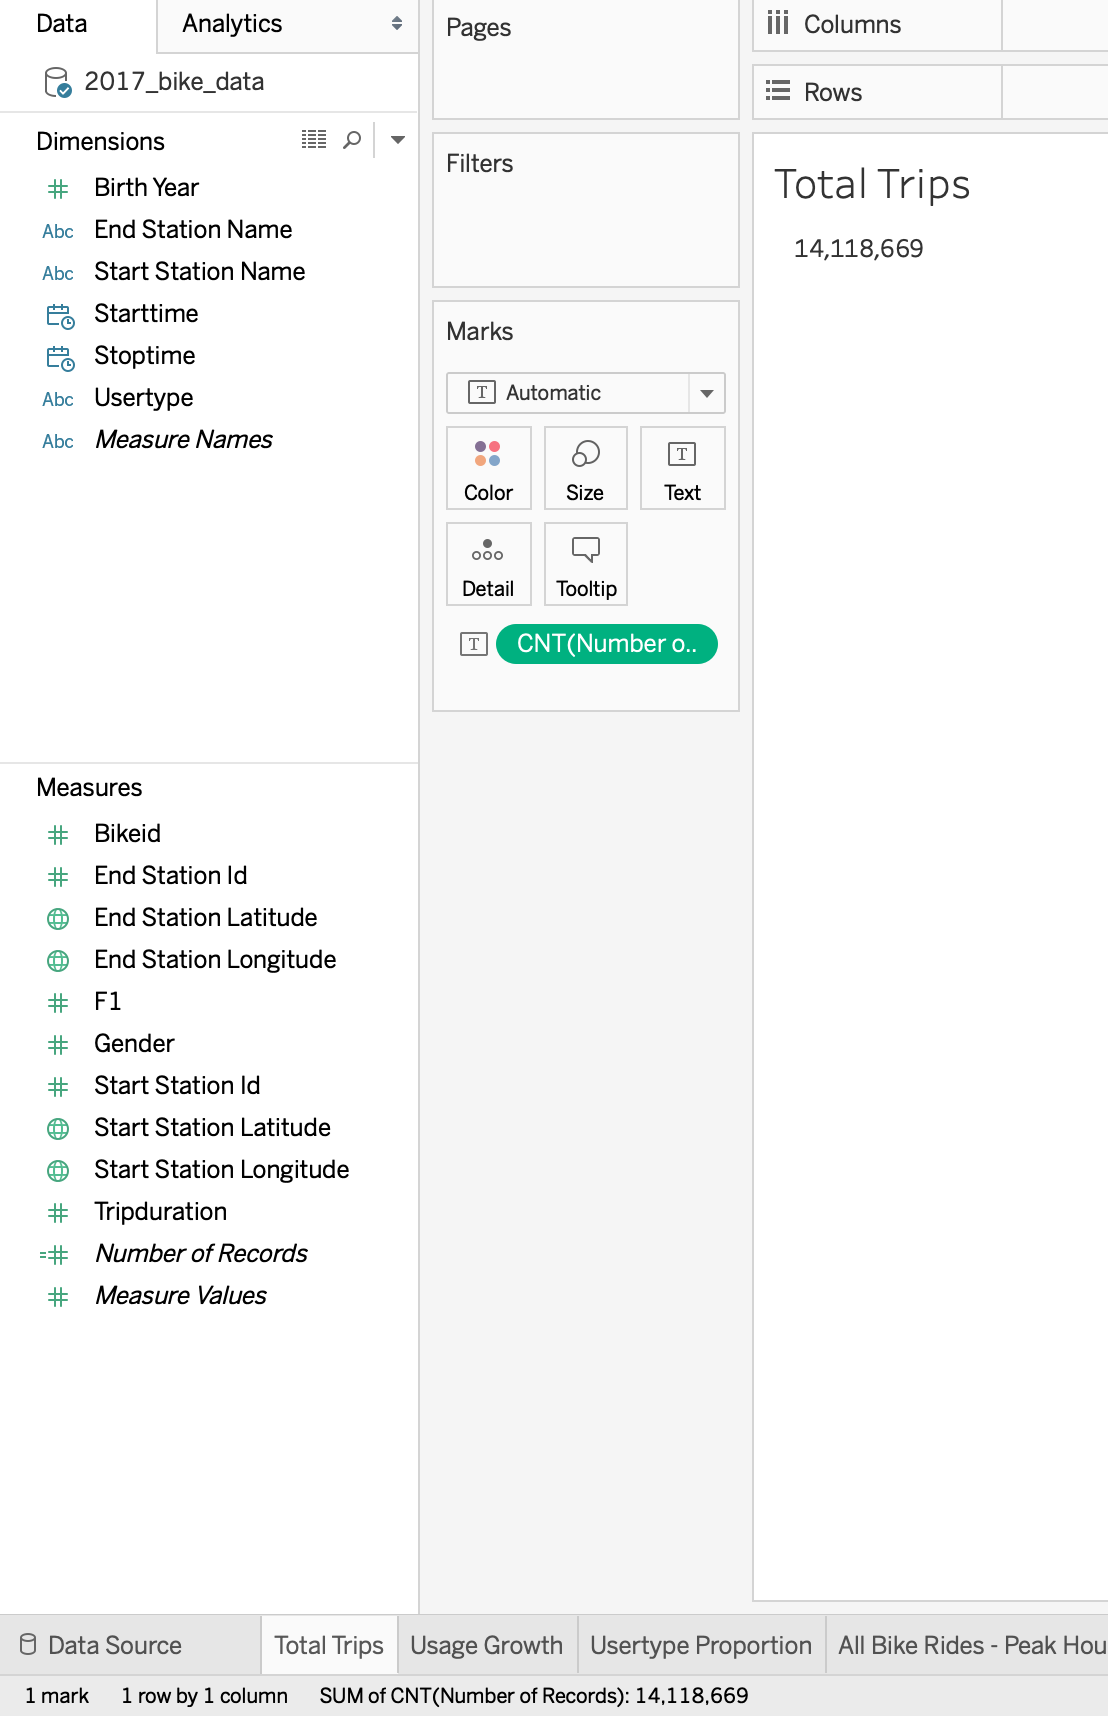 Data
Analytics
2017_bike_data
Dimensions
Birth Year
Abc End Station Name
Abc Start Station Name
Starttime
Stoptime
Abc Usertype
Abc Measure Names
Measures
Bikeid
End Station Id
End Station Latitude
End Station Longitude
F1
Gender
Start Station Id
Start Station Latitude
Start Station Longitude
Tripduration
=# Number of Records
Measure Values
Pages
Filters
Marks
T Automatic
Color Size T Text
Detail Tooltip
T CNT(Number o..
Columns
Rows
Total Trips
14,118,669
Data Source Total Trips Usage Growth Usertype Proportion All Bike Rides - Peak Hou
1 mark 1 row by 1 column SUM of CNT(Number of Records): 14,118,669